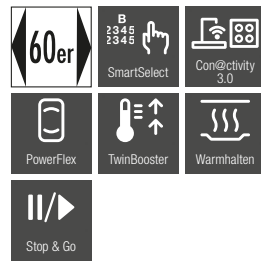 60er
B
2345
2345
SmartSelect
Con@ctivity
3.0
PowerFlex
TwinBooster
Warmhalten
Stop & Go